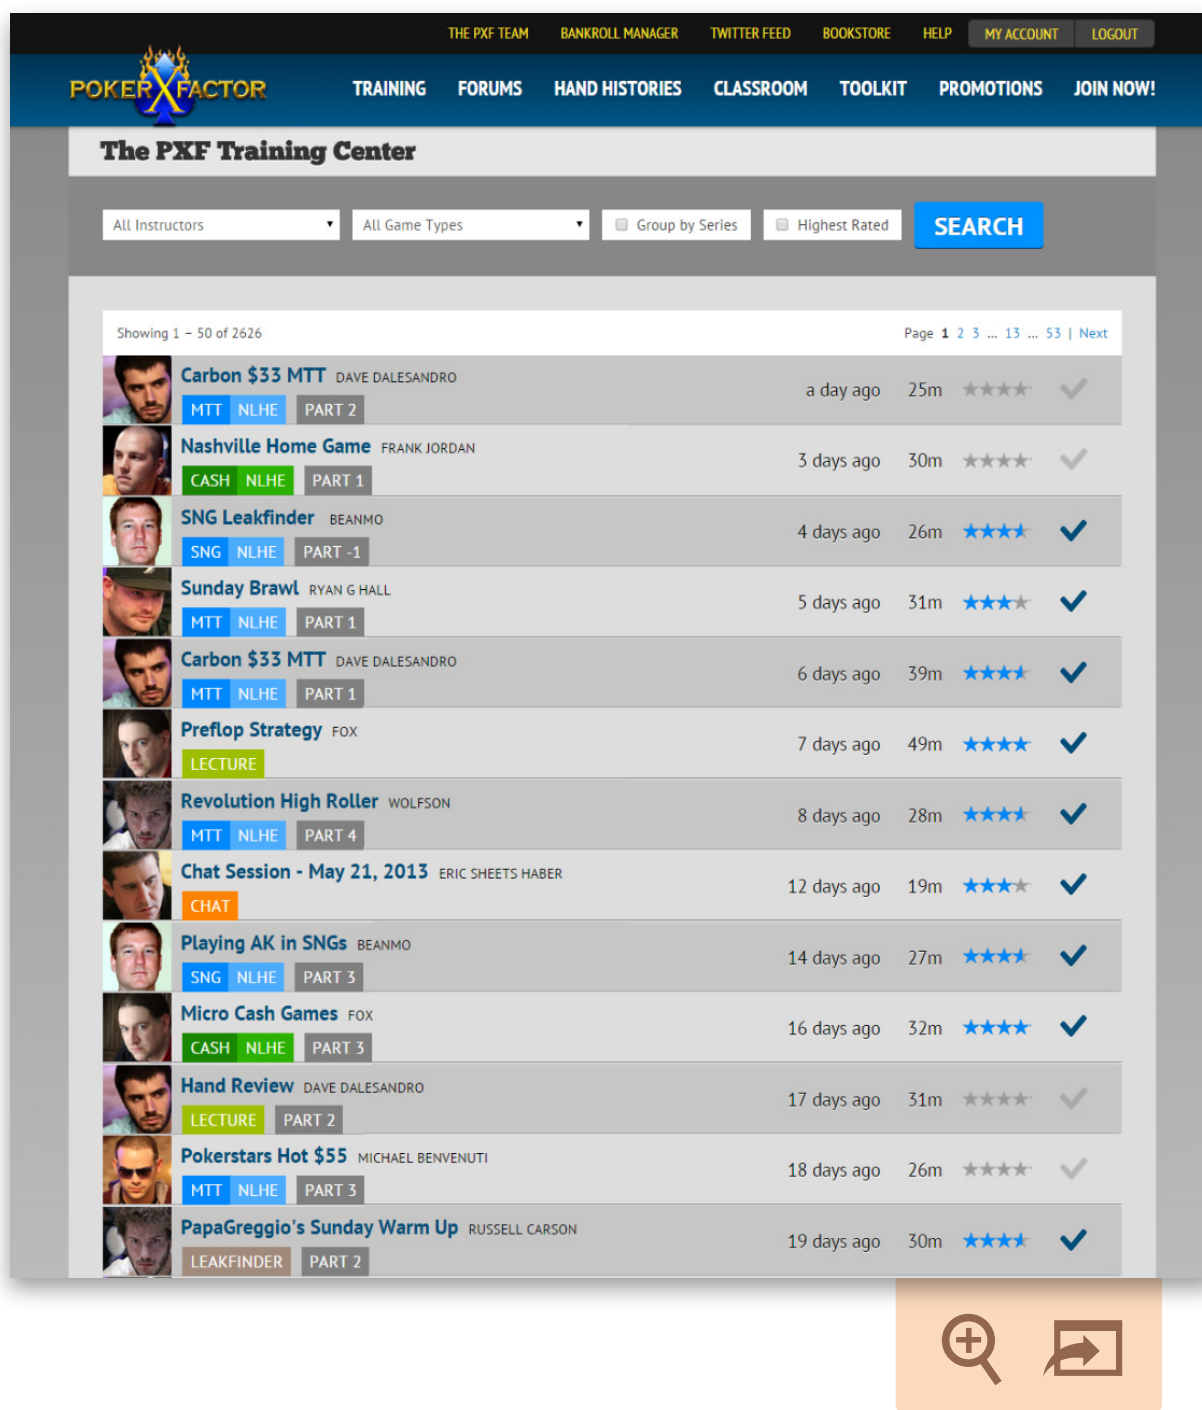 THE PXF TEAM BANKROLL MANAGER TWITTER FEED BOOKSTORE HELP MY ACCOUNT LOGOUT
POKER X FACTOR TRAINING FORUMS HAND HISTORIES CLASSROOM TOOLKIT PROMOTIONS JOIN NOW!
The PXF Training Center
All Instructors All Game Types Group by Series Highest Rated SEARCH
Showing 1 – 50 of 2626 Page 1 2 3 ... 13 ... 53 | Next
Carbon $33 MTT DAVE DALESANDRO
a day ago 25m
MTT NLHE PART 2
Nashville Home Game FRANK JORDAN
3 days ago 30m
CASH NLHE PART 1
SNG Leakfinder BEANMO
4 days ago 26m
SNG NLHE PART -1
Sunday Brawl RYAN G HALL
5 days ago 31m
MTT NLHE PART 1
Carbon $33 MTT DAVE DALESANDRO
6 days ago 39m
MTT NLHE PART 1
Preflop Strategy FOX
7 days ago 49m
LECTURE
Revolution High Roller WOLFSON
8 days ago 28m
MTT NLHE PART 4
Chat Session - May 21, 2013 ERIC SHEETS HABER
12 days ago 19m
CHAT
Playing AK in SNGs BEANMO
14 days ago 27m
SNG NLHE PART 3
Micro Cash Games FOX
16 days ago 32m
CASH NLHE PART 3
Hand Review DAVE DALESANDRO
17 days ago 31m
LECTURE PART 2
Pokerstars Hot $55 MICHAEL BENVENUTI
18 days ago 26m
MTT NLHE PART 3
PapaGreggio's Sunday Warm Up RUSSELL CARSON
19 days ago 30m
LEAKFINDER PART 2